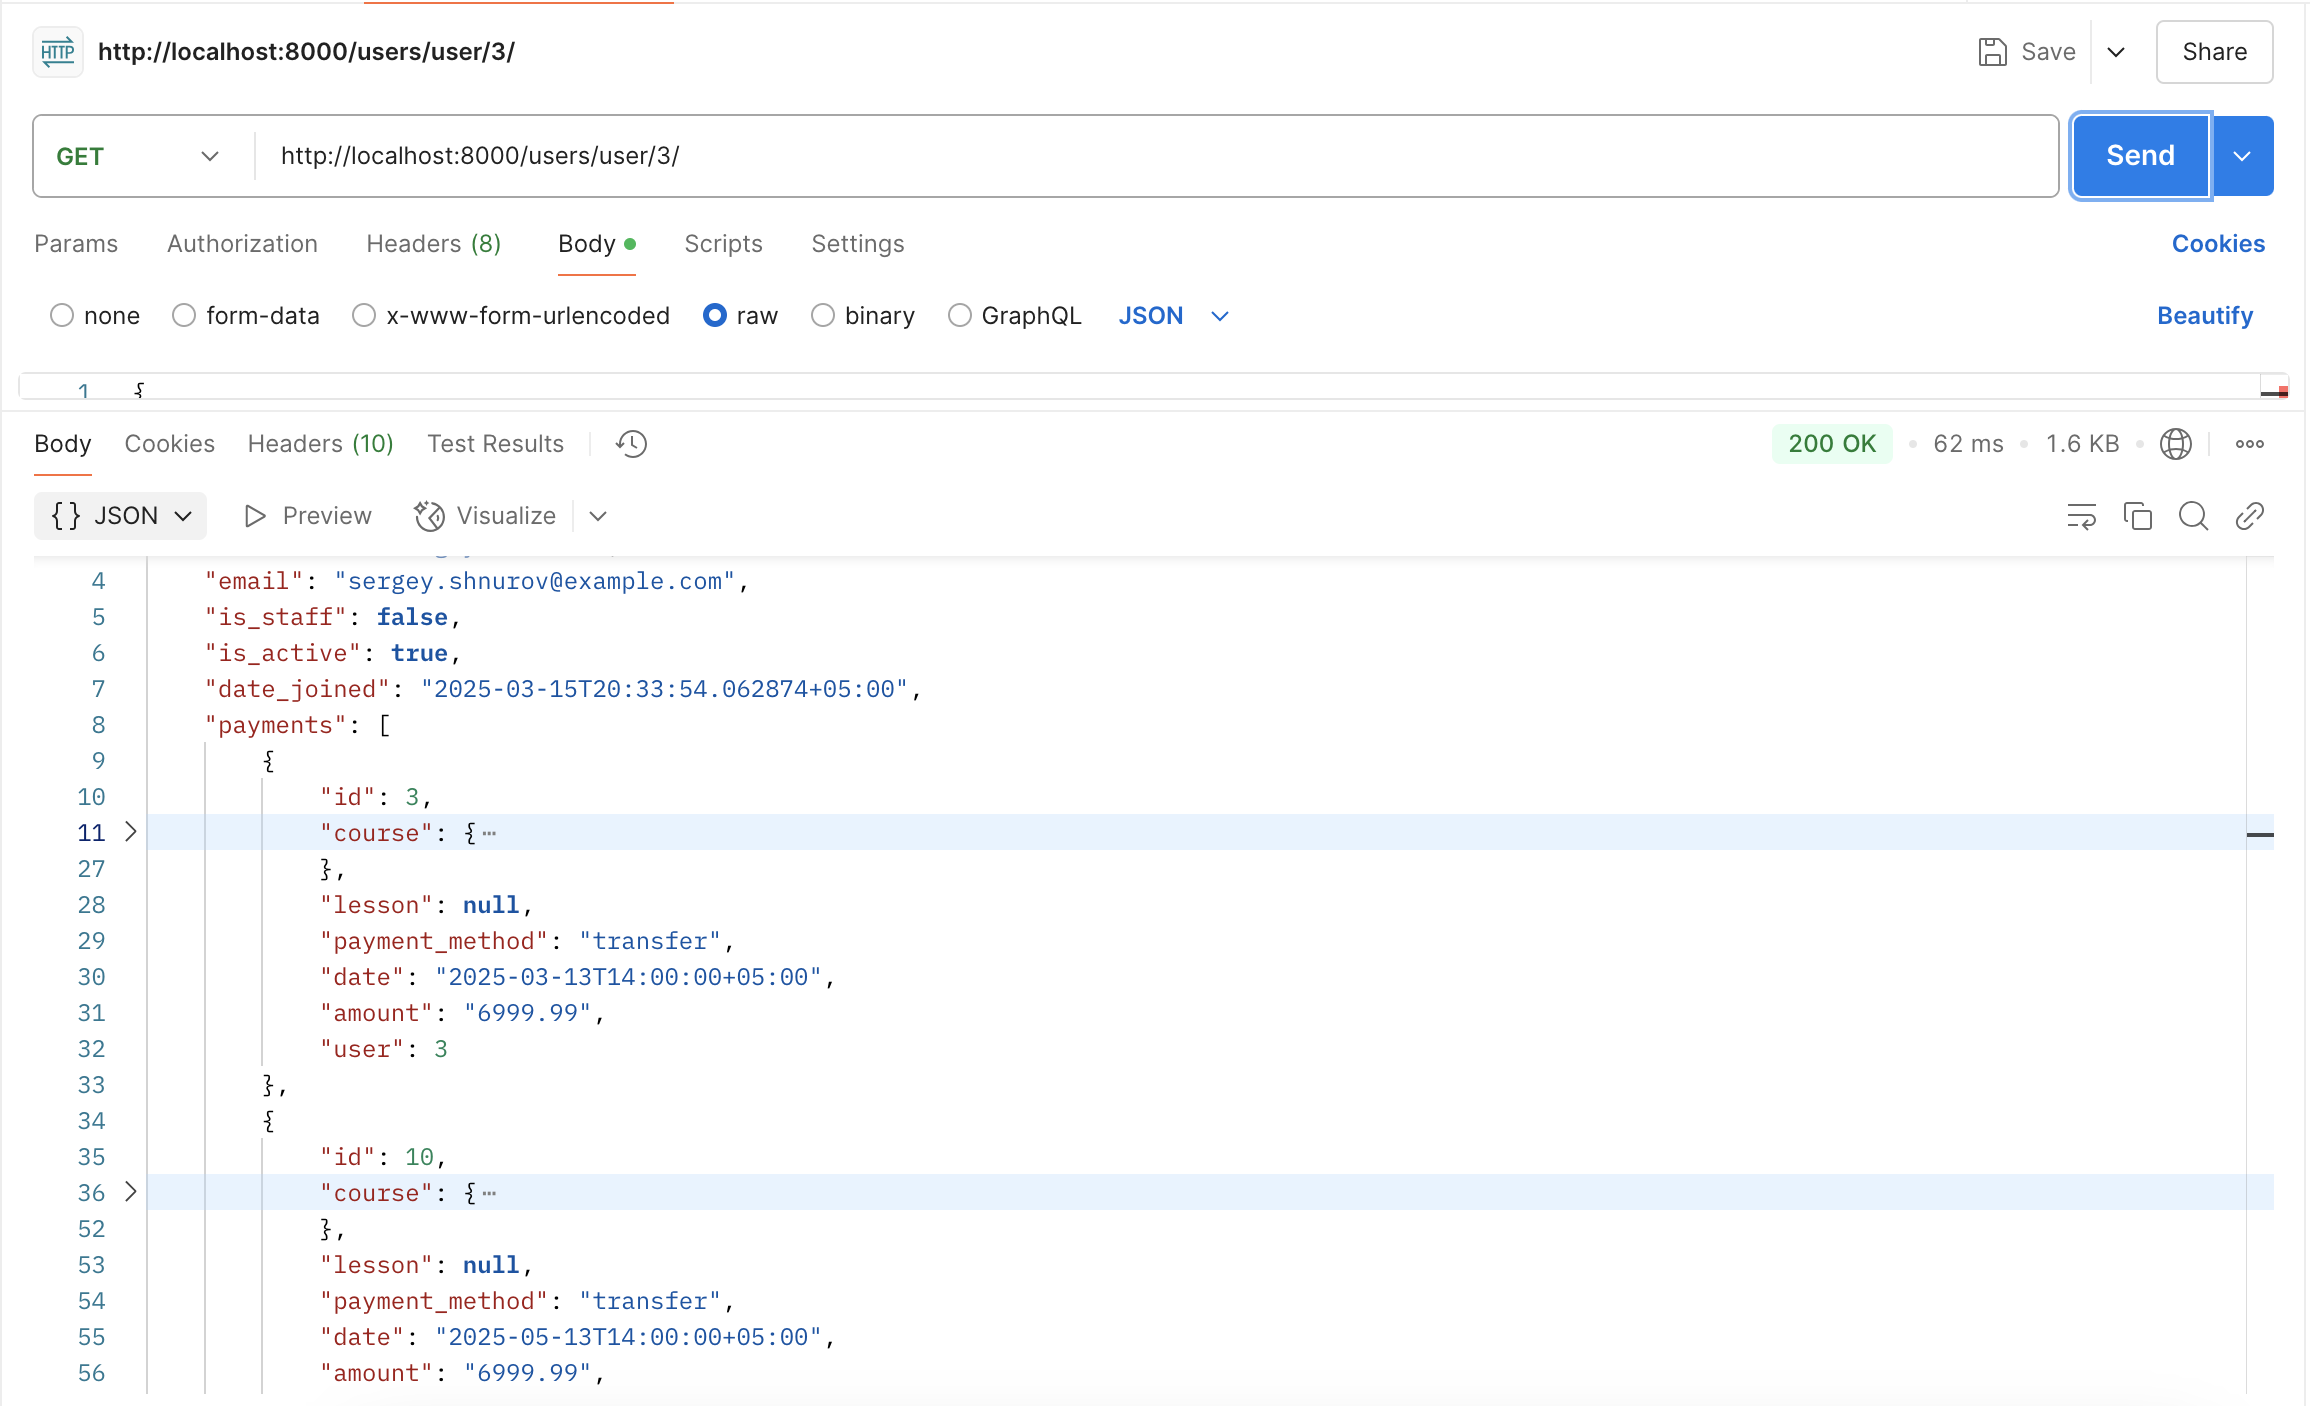 HTTP http://localhost:8000/users/user/3/ Save Share
GET http://localhost:8000/users/user/3/ Send
Params Authorization Headers (8) Body Scripts Settings Cookies
none form-data x-www-form-urlencoded raw binary GraphQL JSON Beautify
1 {
Body Cookies Headers (10) Test Results 200 OK • 62 ms • 1.6 KB •
{} JSON Preview Visualize
4 "email": "sergey.shnurov@example.com",
5 "is_staff": false,
6 "is_active": true,
7 "date_joined": "2025-03-15T20:33:54.062874+05:00",
8 "payments": [
9 {
10 "id": 3,
11 "course": {⋯
27 },
28 "lesson": null,
29 "payment_method": "transfer",
30 "date": "2025-03-13T14:00:00+05:00",
31 "amount": "6999.99",
32 "user": 3
33 },
34 {
35 "id": 10,
36 "course": {⋯
52 },
53 "lesson": null,
54 "payment_method": "transfer",
55 "date": "2025-05-13T14:00:00+05:00",
56 "amount": "6999.99",